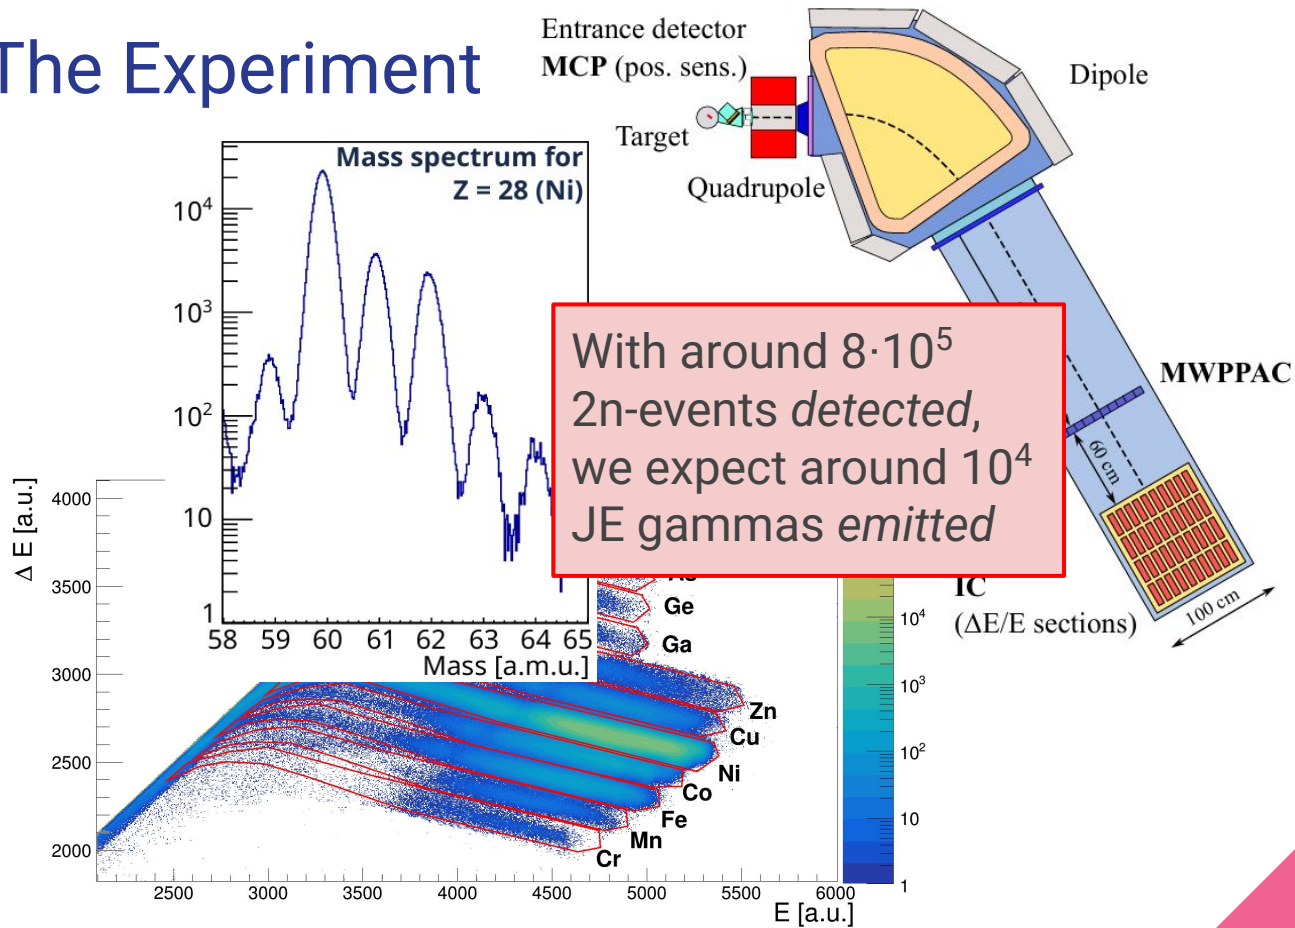 The Experiment
Entrance detector
MCP (pos. sens.)
Target
Quadrupole
Dipole
MWPPAC
60 cm
100 cm
IC
(ΔE/E sections)
Mass spectrum for
Z = 28 (Ni)
10⁴
10³
10²
10
1
58 59 60 61 62 63 64 65
Mass [a.m.u.]
With around 8·10⁵
2n-events detected,
we expect around 10⁴
JE gammas emitted
Δ E [a.u.]
4000
3500
3000
2500
2000
Ge
Ga
Zn
Cu
Ni
Co
Fe
Mn
Cr
2500 3000 3500 4000 4500 5000 5500 6000
E [a.u.]
10⁴
10³
10²
10
1